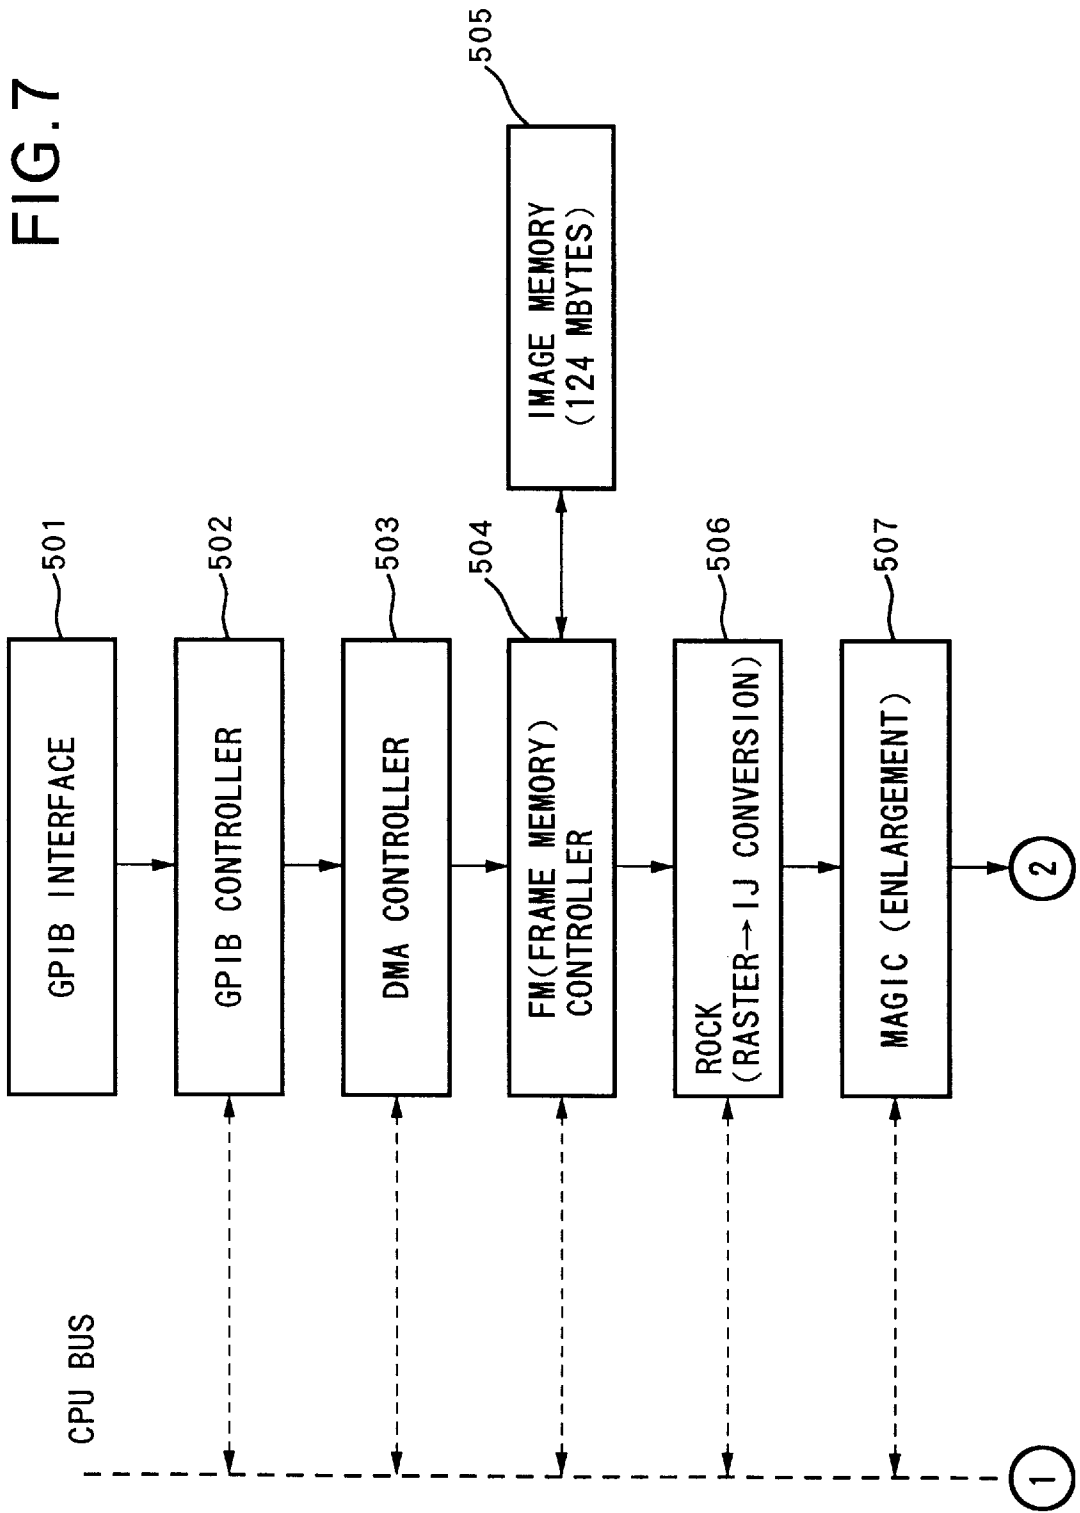 FIG.7
501
GPIB INTERFACE
502
GPIB CONTROLLER
503
DMA CONTROLLER
504
FM(FRAME MEMORY)
CONTROLLER
505
IMAGE MEMORY
(124 MBYTES)
506
ROCK
(RASTER→IJ CONVERSION)
507
MAGIC (ENLARGEMENT)
CPU BUS
1
2